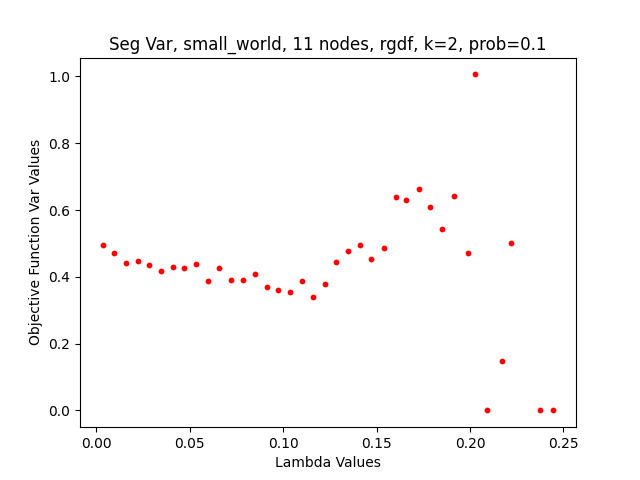 Seg Var, small_world, 11 nodes, rgdf, k=2, prob=0.1
Objective Function Var Values
1.0
0.8
0.6
0.4
0.2
0.0
0.00 0.05 0.10 0.15 0.20 0.25
Lambda Values